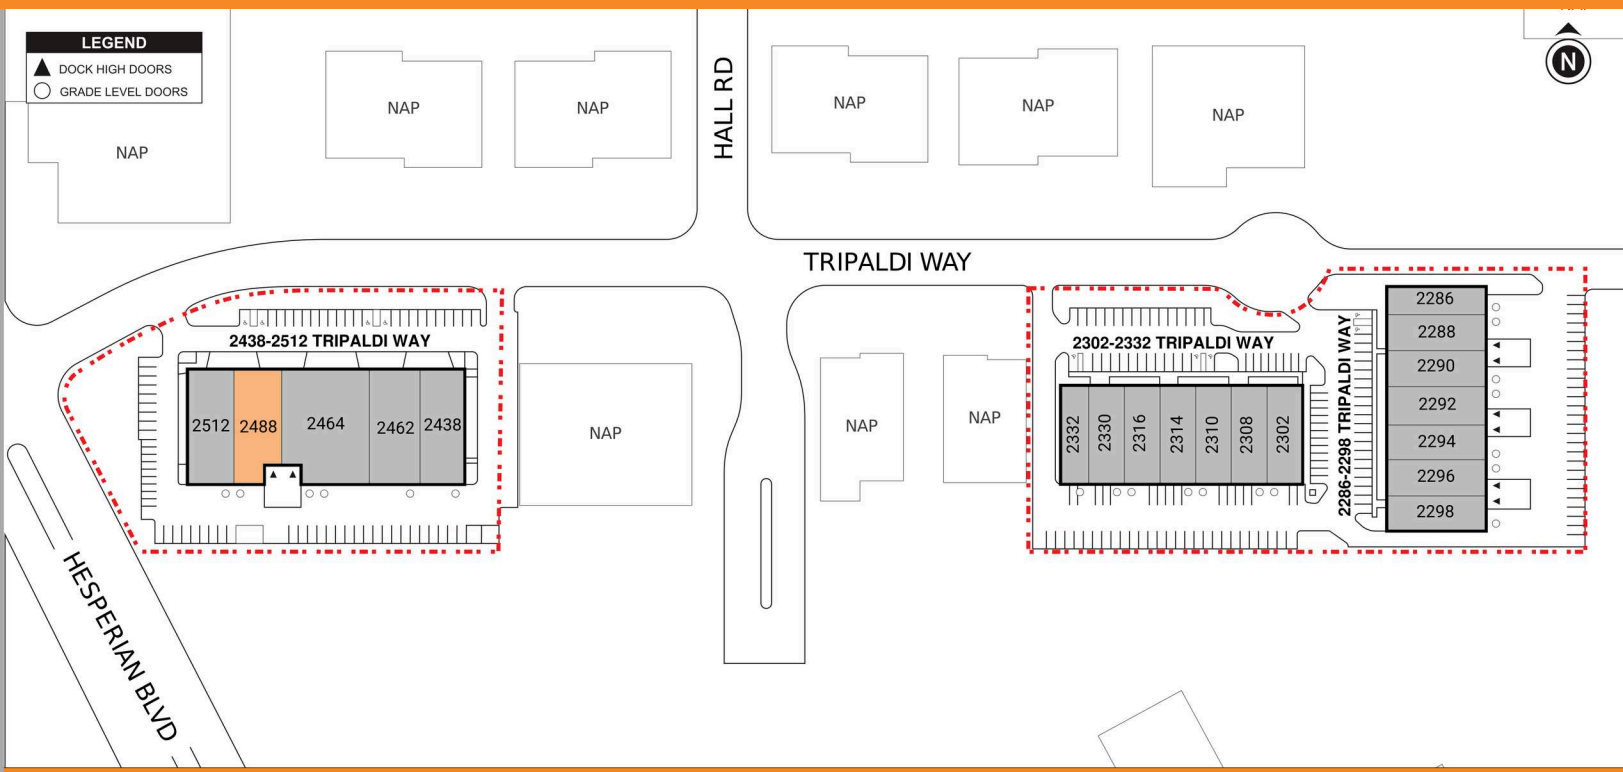 LEGEND
DOCK HIGH DOORS
GRADE LEVEL DOORS
N
NAP
NAP
NAP
NAP
NAP
NAP
HALL RD
TRIPALDI WAY
2438-2512 TRIPALDI WAY
2512
2488
2464
2462
2438
NAP
NAP
NAP
2302-2332 TRIPALDI WAY
2332
2330
2316
2314
2310
2308
2302
2286-2298 TRIPALDI WAY
2286
2288
2290
2292
2294
2296
2298
HESPERIAN BLVD